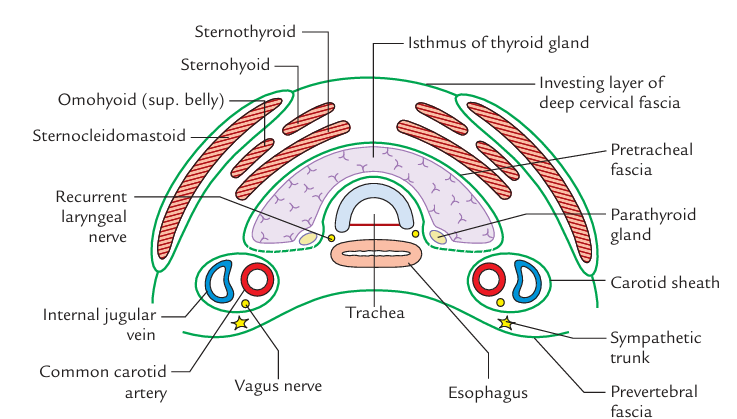 Sternothyroid
Isthmus of thyroid gland
Sternohyoid
Investing layer of
deep cervical fascia
Omohyoid (sup. belly)
Sternocleidomastoid
Pretracheal
fascia
Recurrent
laryngeal
nerve
Parathyroid
gland
Carotid sheath
Internal jugular
vein
Trachea
Sympathetic
trunk
Common carotid
artery
Vagus nerve
Esophagus
Prevertebral
fascia